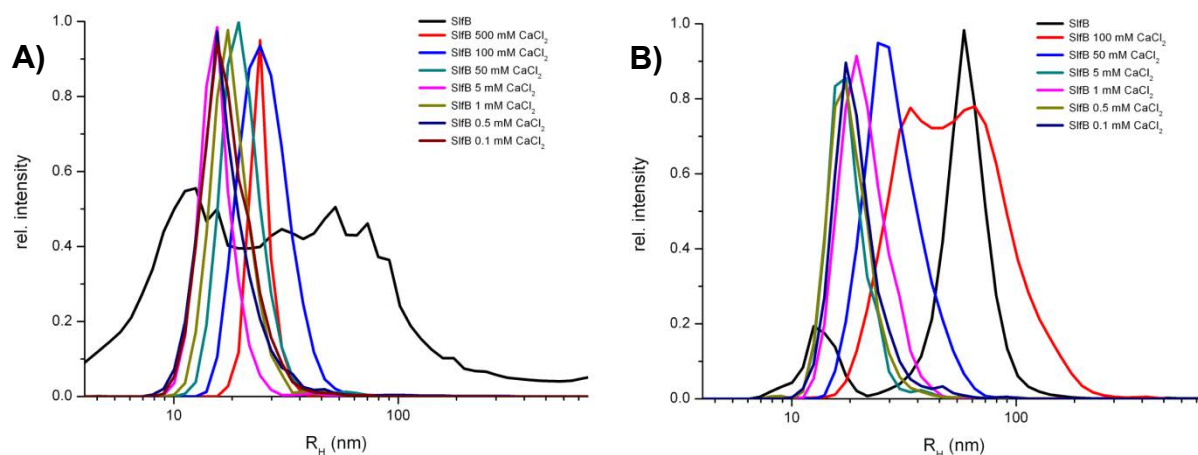 A)
rel. intensity
1.0
0.8
0.6
0.4
0.2
0.0
10
100
R_H (nm)
SlfB
SlfB 500 mM CaCl₂
SlfB 100 mM CaCl₂
SlfB 50 mM CaCl₂
SlfB 5 mM CaCl₂
SlfB 1 mM CaCl₂
SlfB 0.5 mM CaCl₂
SlfB 0.1 mM CaCl₂
B)
rel. intensity
1.0
0.8
0.6
0.4
0.2
0.0
10
100
R_H (nm)
SlfB
SlfB 100 mM CaCl₂
SlfB 50 mM CaCl₂
SlfB 5 mM CaCl₂
SlfB 1 mM CaCl₂
SlfB 0.5 mM CaCl₂
SlfB 0.1 mM CaCl₂